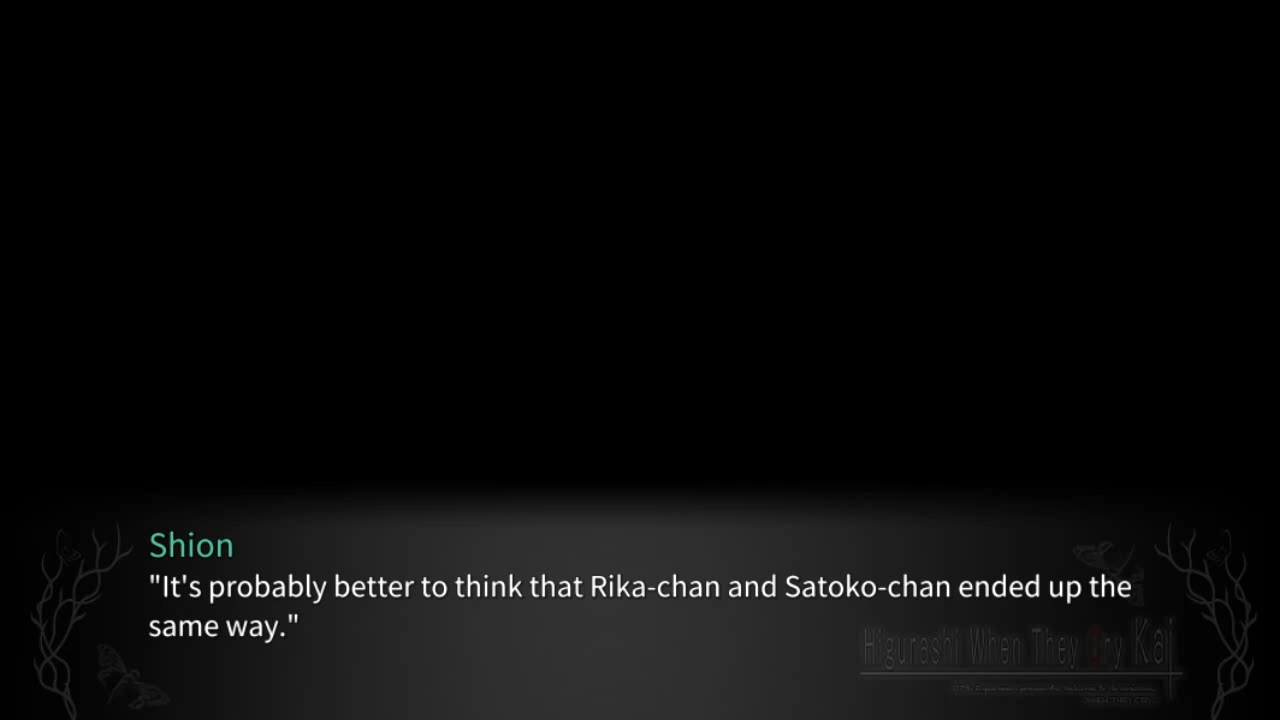 Shion
"It's probably better to think that Rika-chan and Satoko-chan ended up the
same way."
Higurashi When They Cry Kai